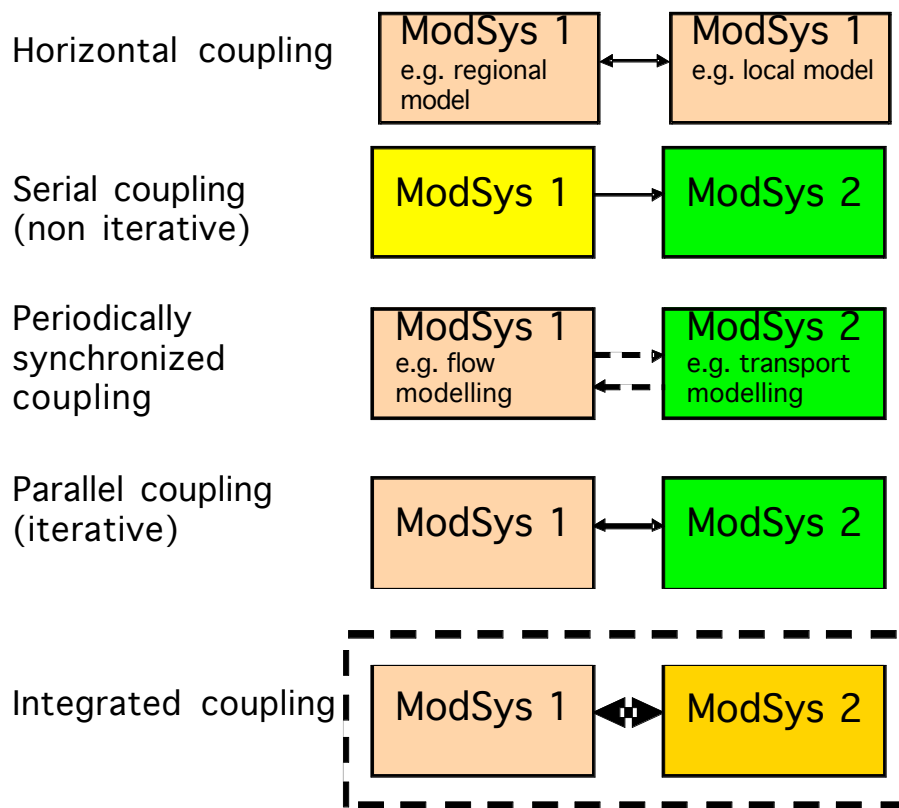 Horizontal coupling
ModSys 1
e.g. regional
model
ModSys 1
e.g. local model
Serial coupling
(non iterative)
ModSys 1
ModSys 2
Periodically
synchronized
coupling
ModSys 1
e.g. flow
modelling
ModSys 2
e.g. transport
modelling
Parallel coupling
(iterative)
ModSys 1
ModSys 2
Integrated coupling
ModSys 1
ModSys 2